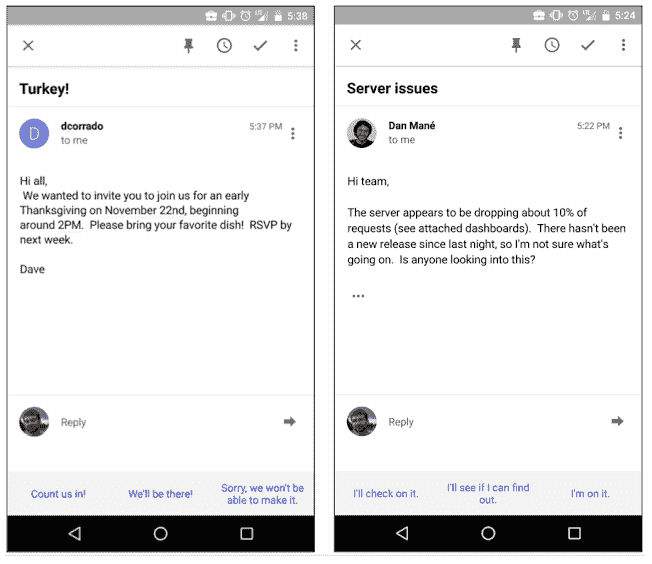 5:38
Turkey!
D
dcorrado
to me
5:37 PM
Hi all,
We wanted to invite you to join us for an early
Thanksgiving on November 22nd, beginning
around 2PM.  Please bring your favorite dish!  RSVP by
next week.
Dave
Reply
Count us in!
We'll be there!
Sorry, we won't be
able to make it.
5:24
Server issues
Dan Mané
to me
5:22 PM
Hi team,
The server appears to be dropping about 10% of
requests (see attached dashboards).  There hasn't been
a new release since last night, so I'm not sure what's
going on.  Is anyone looking into this?
Reply
I'll check on it.
I'll see if I can find
out.
I'm on it.